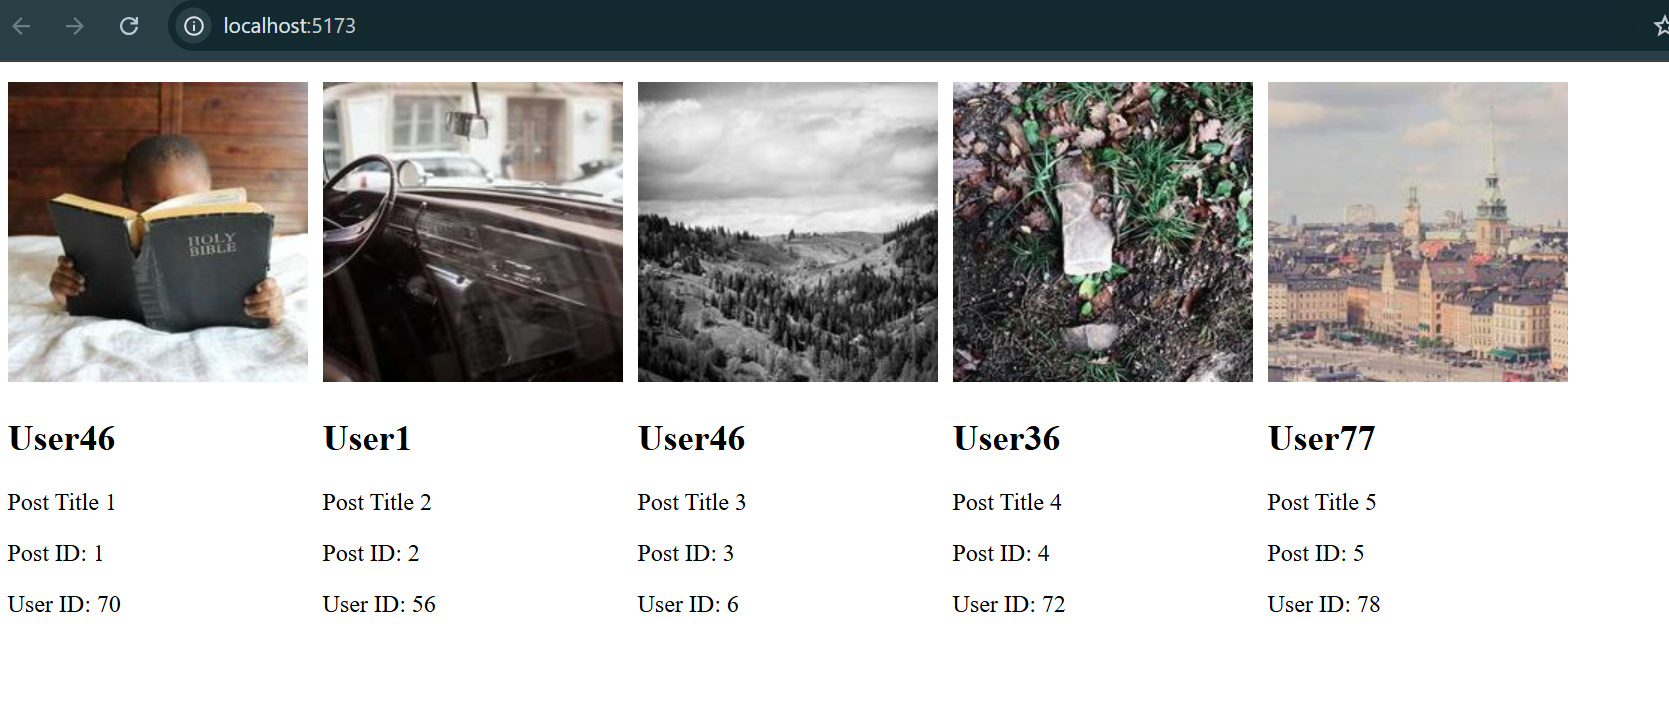 localhost:5173
HOLY
BIBLE
User46
Post Title 1
Post ID: 1
User ID: 70
User1
Post Title 2
Post ID: 2
User ID: 56
User46
Post Title 3
Post ID: 3
User ID: 6
User36
Post Title 4
Post ID: 4
User ID: 72
User77
Post Title 5
Post ID: 5
User ID: 78